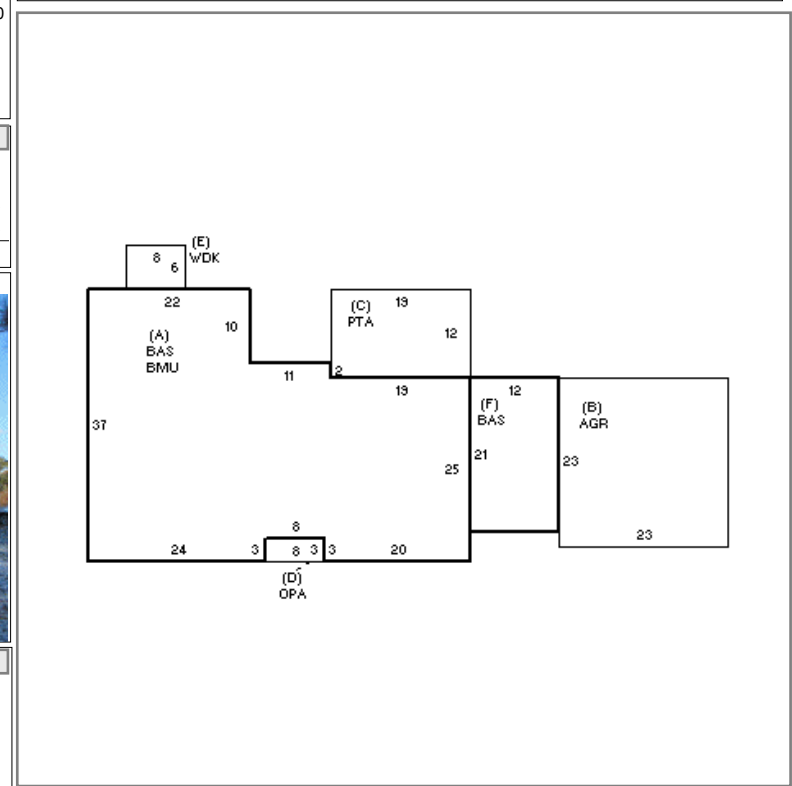 (E)
8 WDK
6
22
(C) 19
PTA
(A) 10 12
BAS
BMU
11 2
19 12
(F) (B)
BAS AGR
37
21
25 23
8 23
24 3 8 3 3 20
(D)
OPA